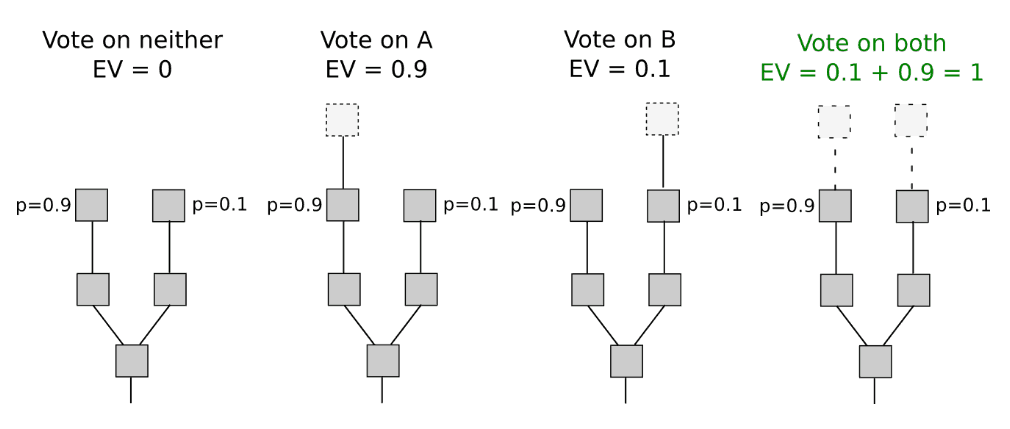 Vote on neither
EV = 0
Vote on A
EV = 0.9
Vote on B
EV = 0.1
Vote on both
EV = 0.1 + 0.9 = 1
p=0.9
p=0.1
p=0.9
p=0.1
p=0.9
p=0.1
p=0.9
p=0.1